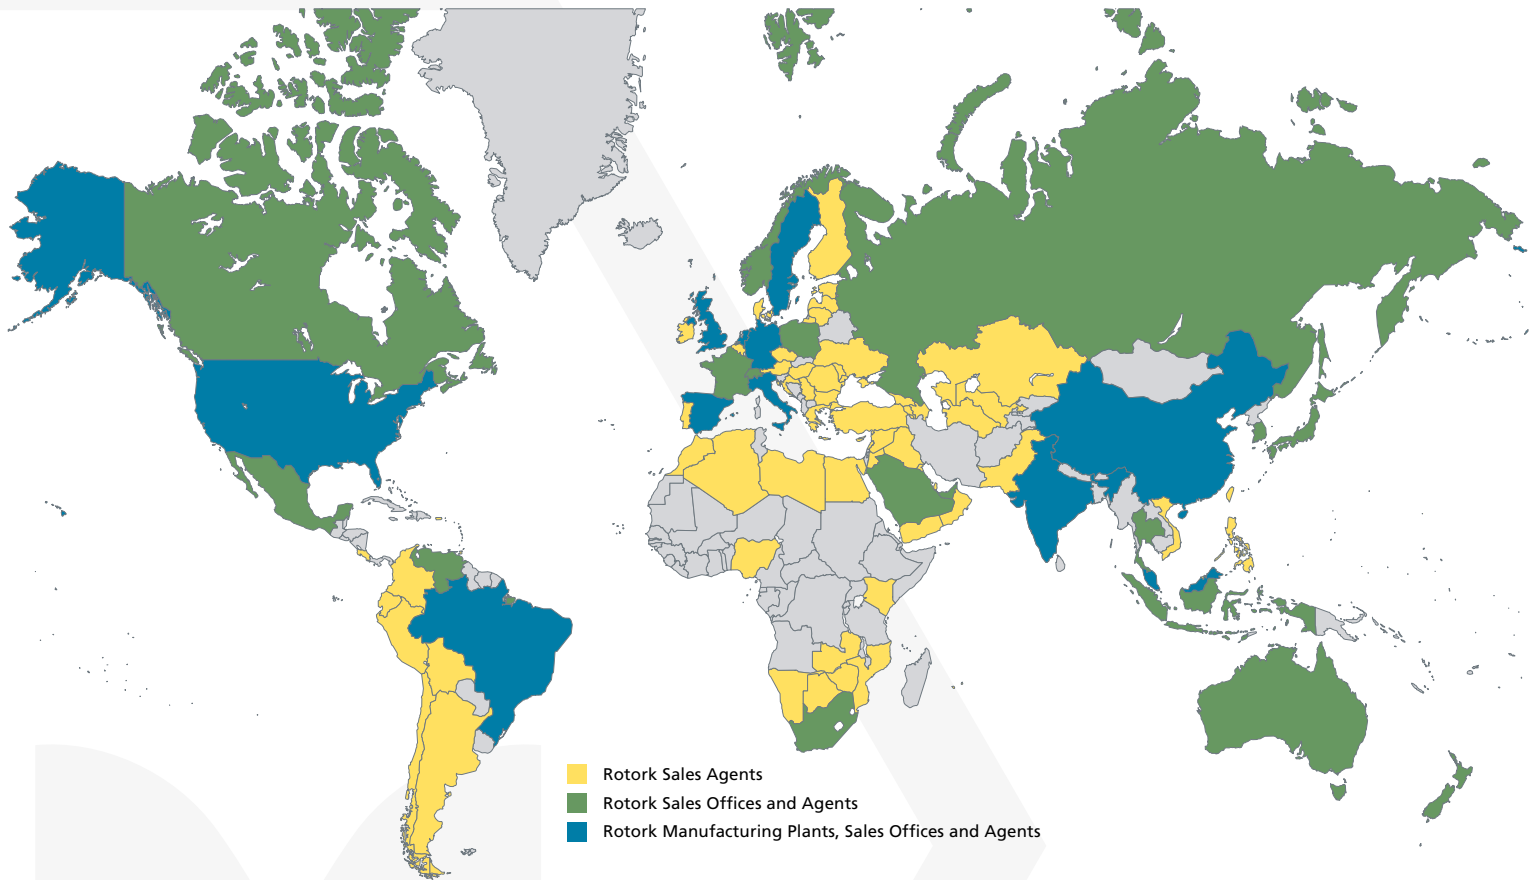 Rotork Sales Agents
Rotork Sales Offices and Agents
Rotork Manufacturing Plants, Sales Offices and Agents